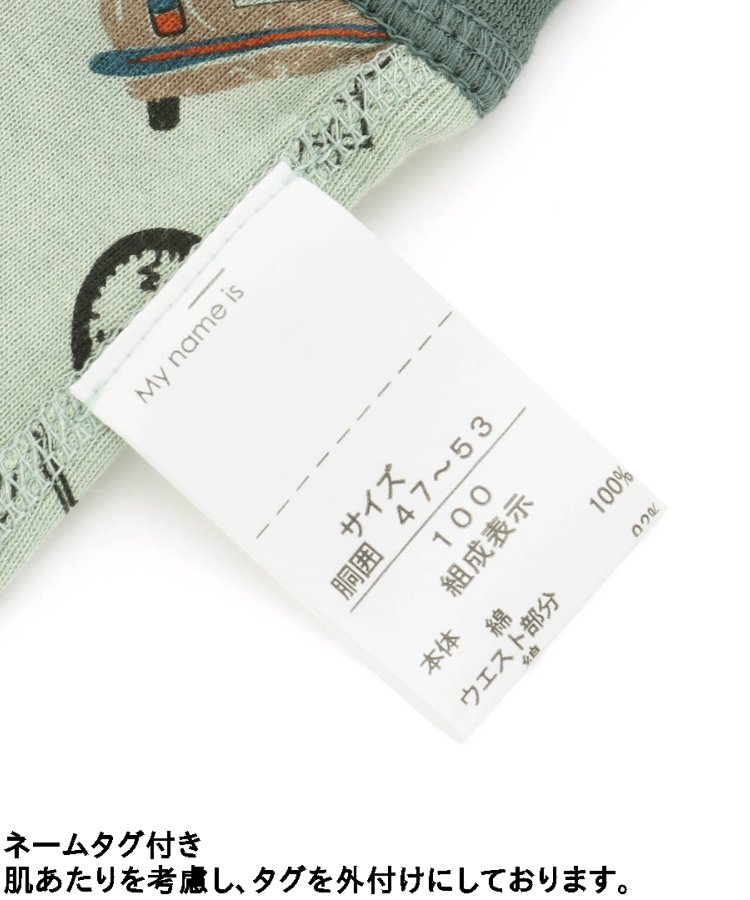 My name is
サイズ
胴囲 47～53
100
組成表示
本体 綿 100%
ウエスト部分
綿
ネームタグ付き
肌あたりを考慮し、タグを外付けにしております。